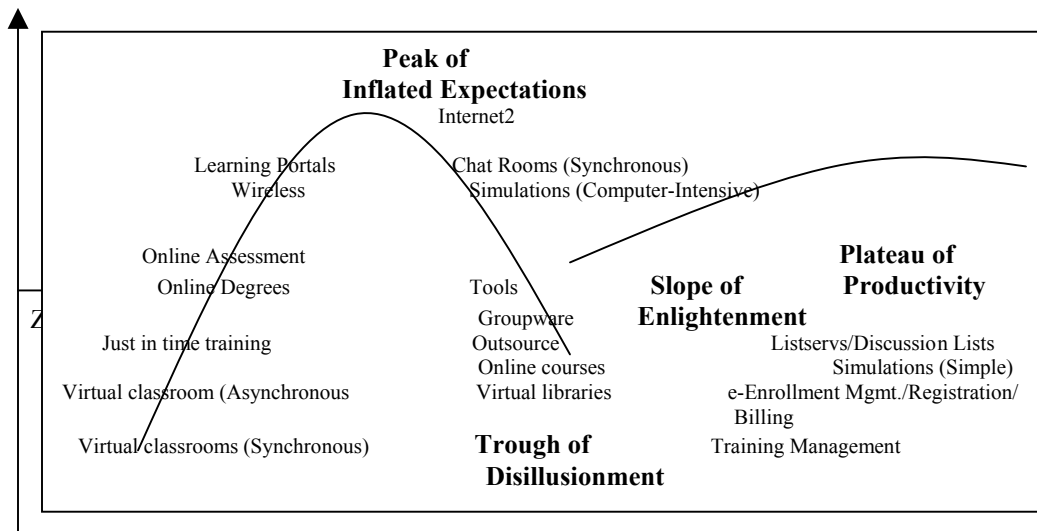 Peak of
Inflated Expectations
Internet2
Learning Portals
Chat Rooms (Synchronous)
Wireless
Simulations (Computer-Intensive)
Online Assessment
Plateau of
Productivity
Online Degrees
Tools
Slope of
Enlightenment
Z
Groupware
Just in time training
Outsource
Listservs/Discussion Lists
Online courses
Simulations (Simple)
Virtual classroom (Asynchronous
Virtual libraries
e-Enrollment Mgmt./Registration/
Billing
Virtual classrooms (Synchronous)
Trough of
Disillusionment
Training Management